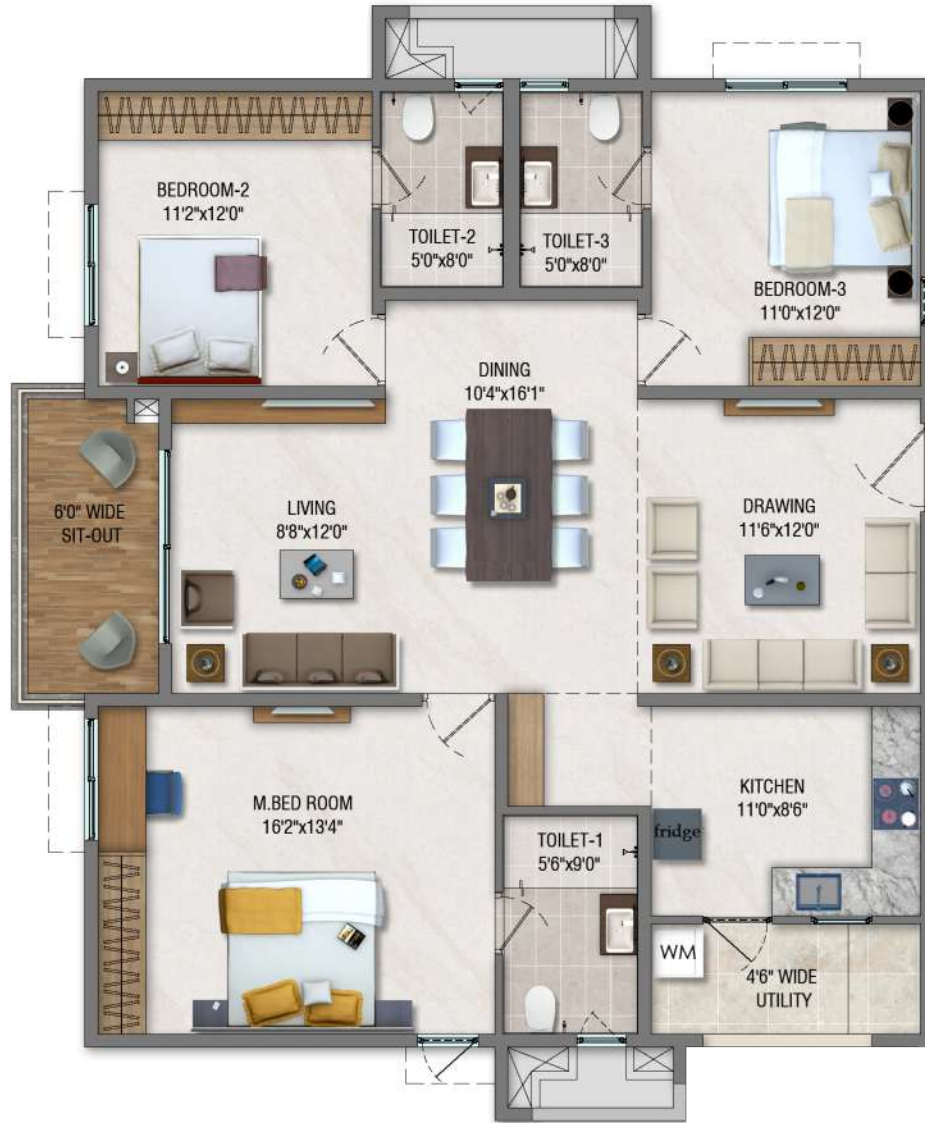 BEDROOM-2
11'2"x12'0"
TOILET-2
5'0"x8'0"
TOILET-3
5'0"x8'0"
BEDROOM-3
11'0"x12'0"
DINING
10'4"x16'1"
6'0" WIDE
SIT-OUT
LIVING
8'8"x12'0"
DRAWING
11'6"x12'0"
M.BED ROOM
16'2"x13'4"
TOILET-1
5'6"x9'0"
KITCHEN
11'0"x8'6"
fridge
WM
4'6" WIDE
UTILITY